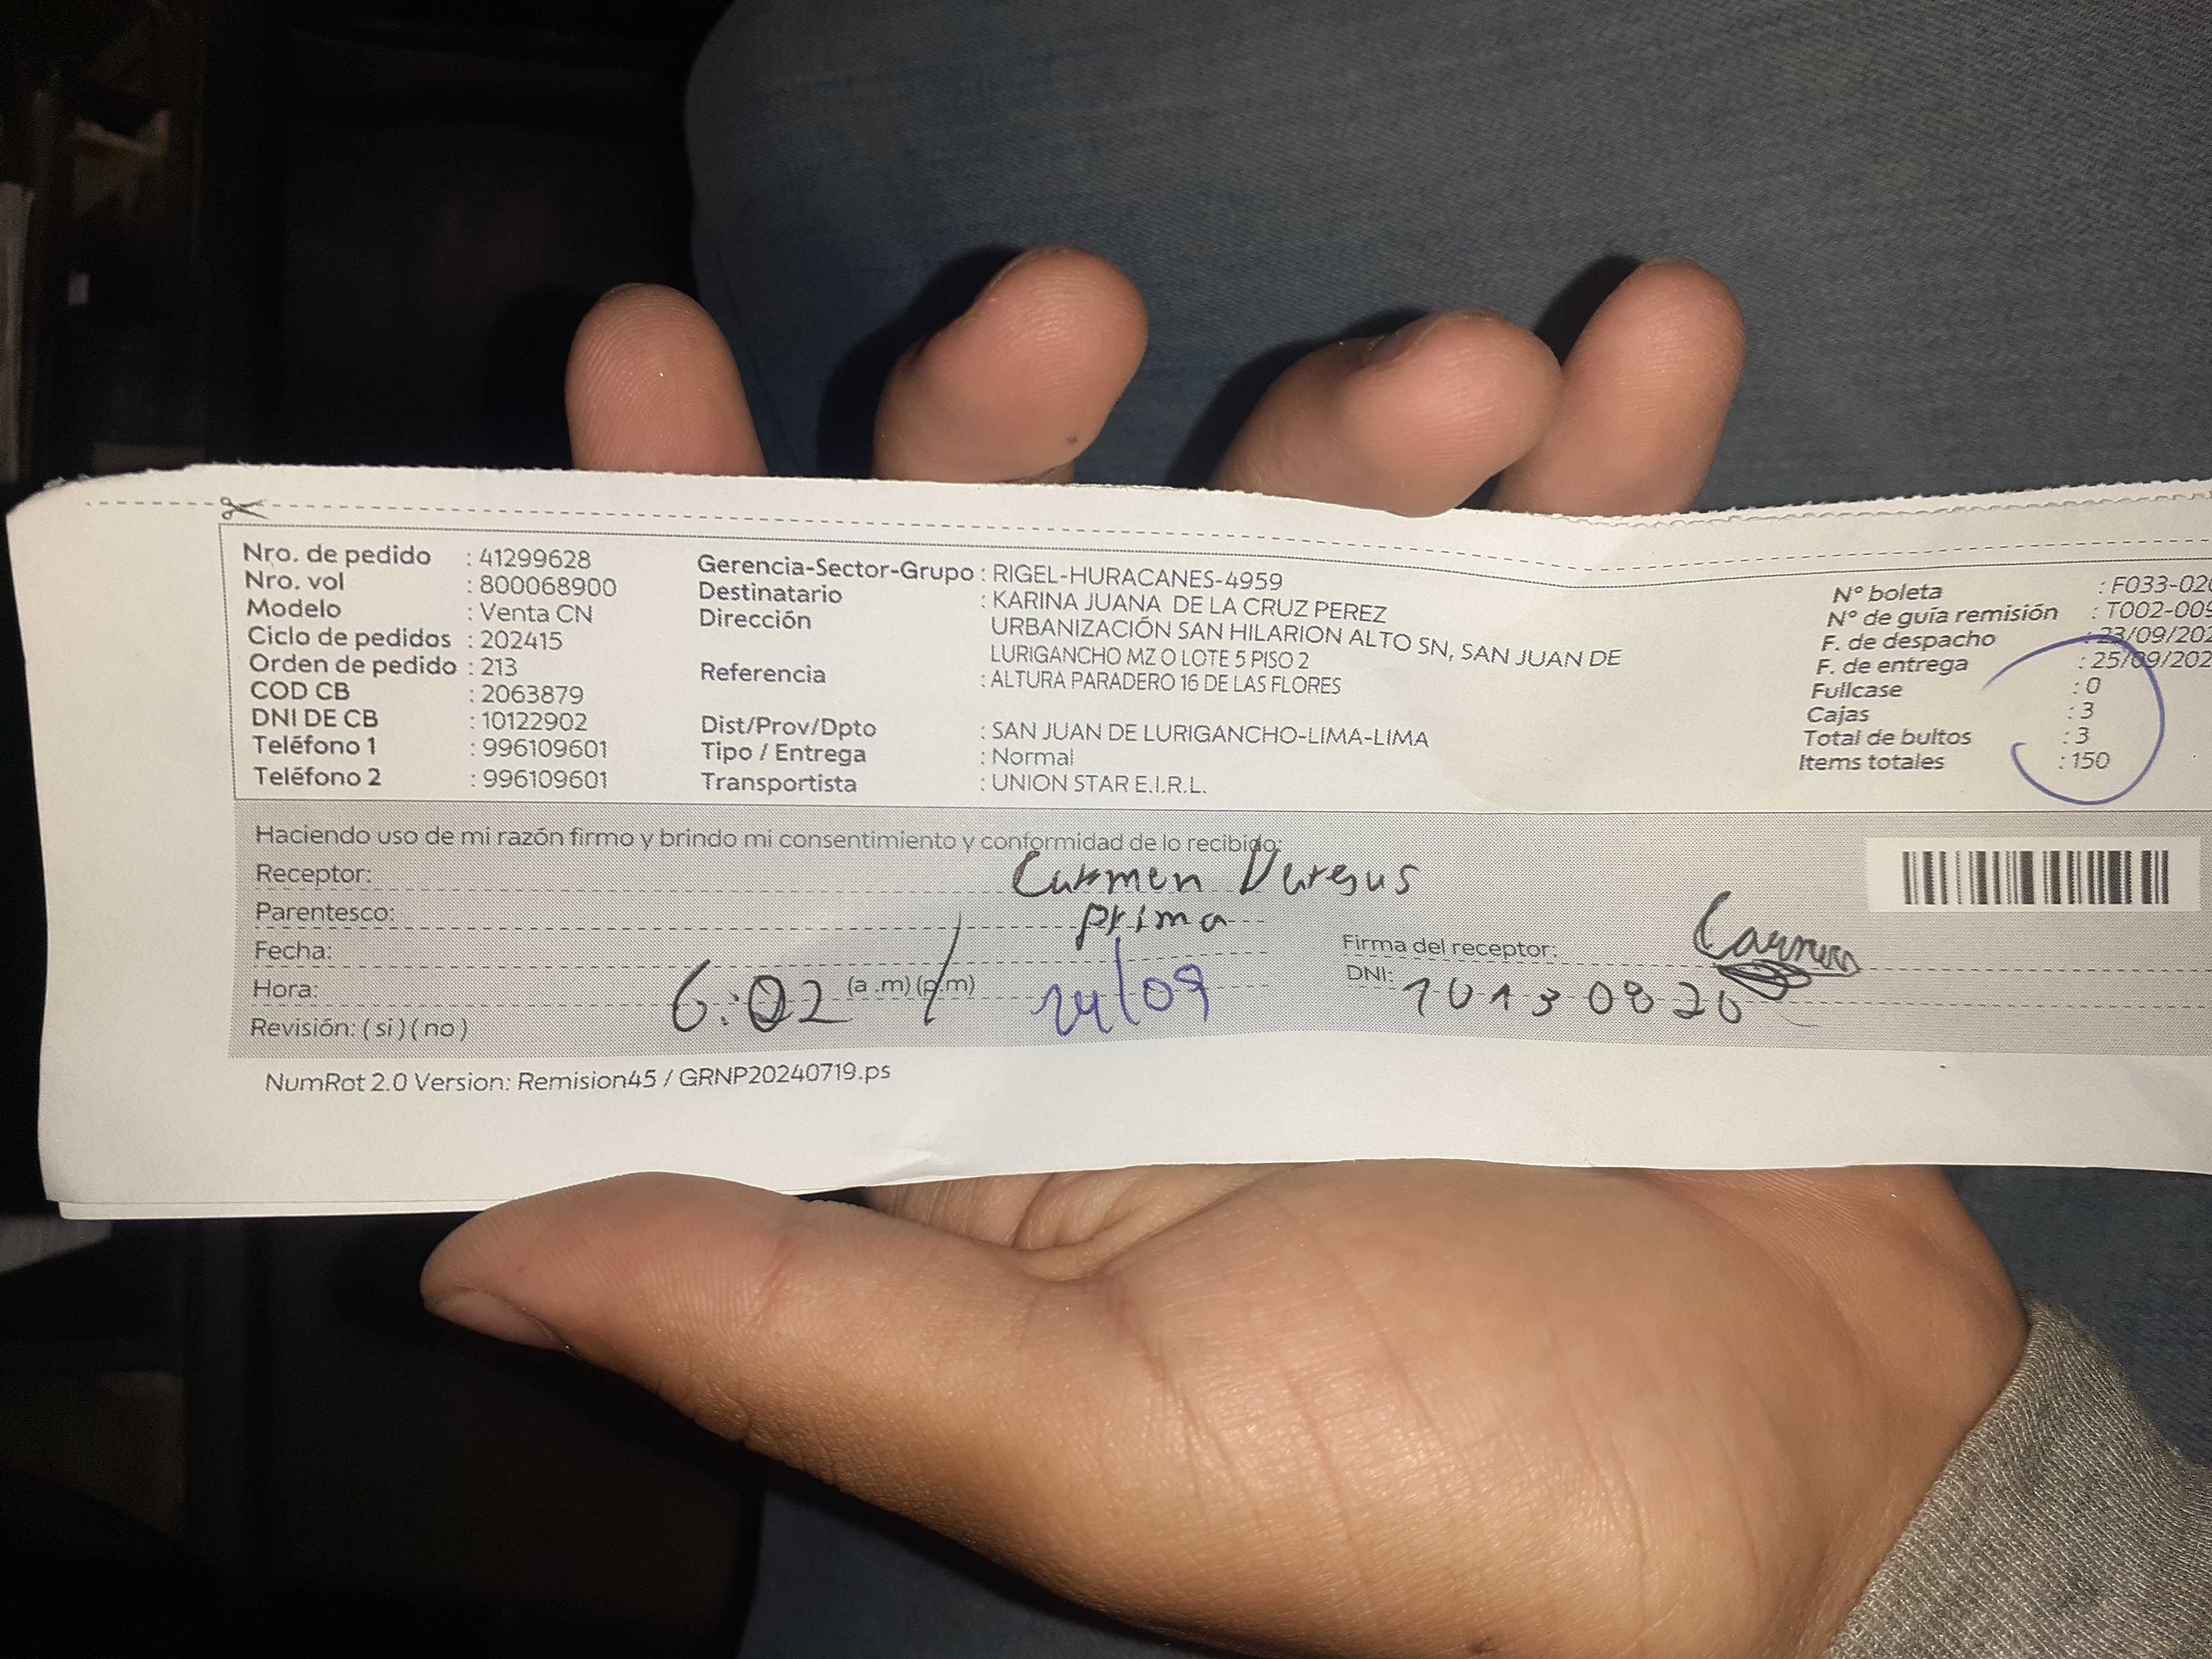 Nro. de pedido : 41299628
Nro. vol : 800068900
Modelo : Venta CN
Ciclo de pedidos : 202415
Orden de pedido : 213
COD CB : 2063879
DNI DE CB : 10122902
Teléfono 1 : 996109601
Teléfono 2 : 996109601
Gerencia-Sector-Grupo : RIGEL-HURACANES-4959
Destinatario : KARINA JUANA DE LA CRUZ PEREZ
Dirección URBANIZACIÓN SAN HILARION ALTO SN, SAN JUAN DE
LURIGANCHO MZ O LOTE 5 PISO 2
Referencia : ALTURA PARADERO 16 DE LAS FLORES
Dist/Prov/Dpto : SAN JUAN DE LURIGANCHO-LIMA-LIMA
Tipo / Entrega : Normal
Transportista : UNION STAR E.I.R.L.
N° boleta : F033-02
N° de guía remisión : T002-009
F. de despacho : 23/09/202
F. de entrega : 25/09/202
Fullcase : 0
Cajas : 3
Total de bultos : 3
Items totales : 150
Haciendo uso de mi razón firmo y brindo mi consentimiento y conformidad de lo recibido:
Receptor: Carmen Vargas
Parentesco: prima
Fecha:
Hora: 6:02 (a .m) (p.m) 24/09
Revisión: ( si ) ( no )
Firma del receptor: Carmen
DNI: 10130820
NumRot 2.0 Version: Remision45 / GRNP20240719.ps